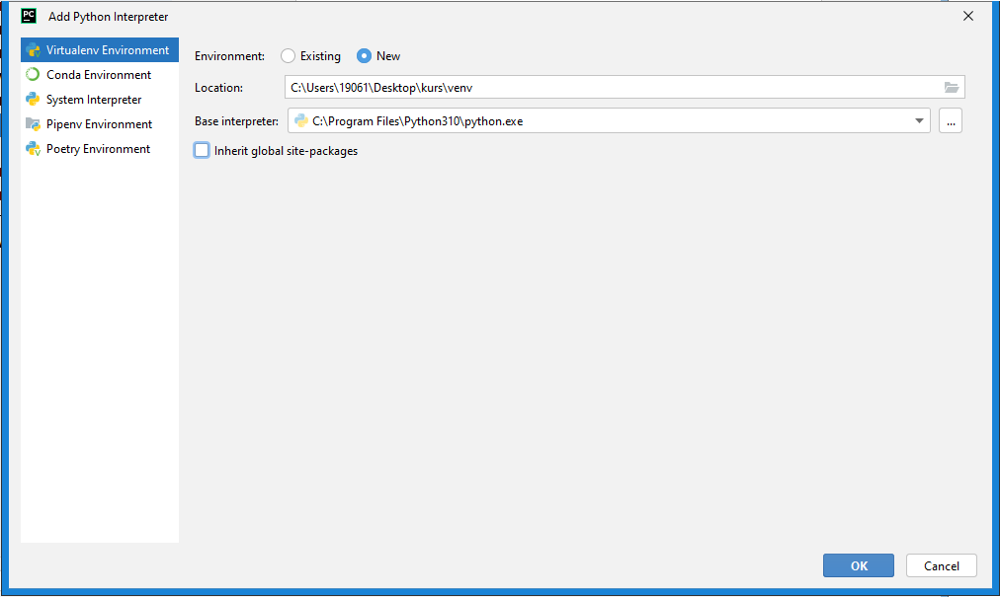 PC Add Python Interpreter
Virtualenv Environment
Conda Environment
System Interpreter
Pipenv Environment
Poetry Environment
Environment: Existing New
Location: C:\Users\19061\Desktop\kurs\venv
Base interpreter: C:\Program Files\Python310\python.exe ...
Inherit global site-packages
OK Cancel